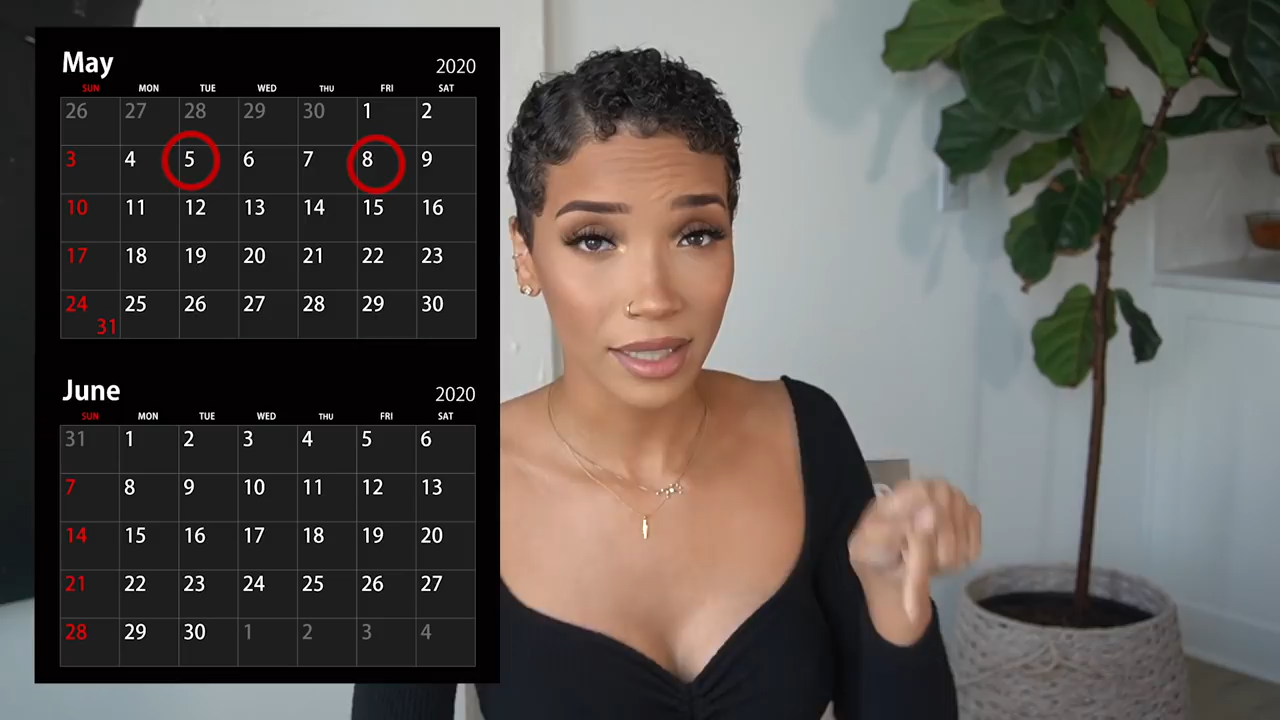 May 2020
SUN MON TUE WED THU FRI SAT
26 27 28 29 30 1 2
3 4 5 6 7 8 9
10 11 12 13 14 15 16
17 18 19 20 21 22 23
24 25 26 27 28 29 30
31
June 2020
SUN MON TUE WED THU FRI SAT
31 1 2 3 4 5 6
7 8 9 10 11 12 13
14 15 16 17 18 19 20
21 22 23 24 25 26 27
28 29 30 1 2 3 4